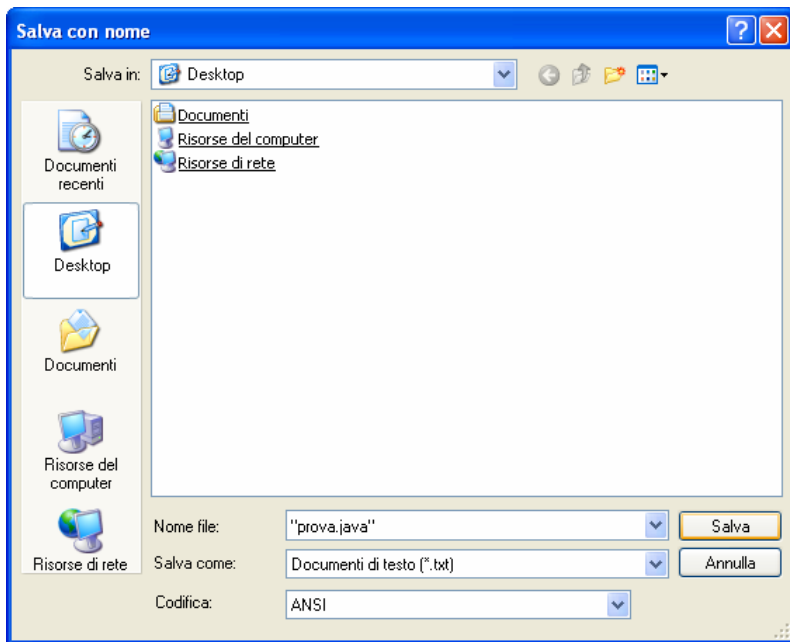 Salva con nome
Salva in:
Desktop
Documenti
recenti
Desktop
Documenti
Risorse del
computer
Risorse di rete
Documenti
Risorse del computer
Risorse di rete
Nome file:
"prova.java"
Salva
Salva come:
Documenti di testo (*.txt)
Annulla
Codifica:
ANSI